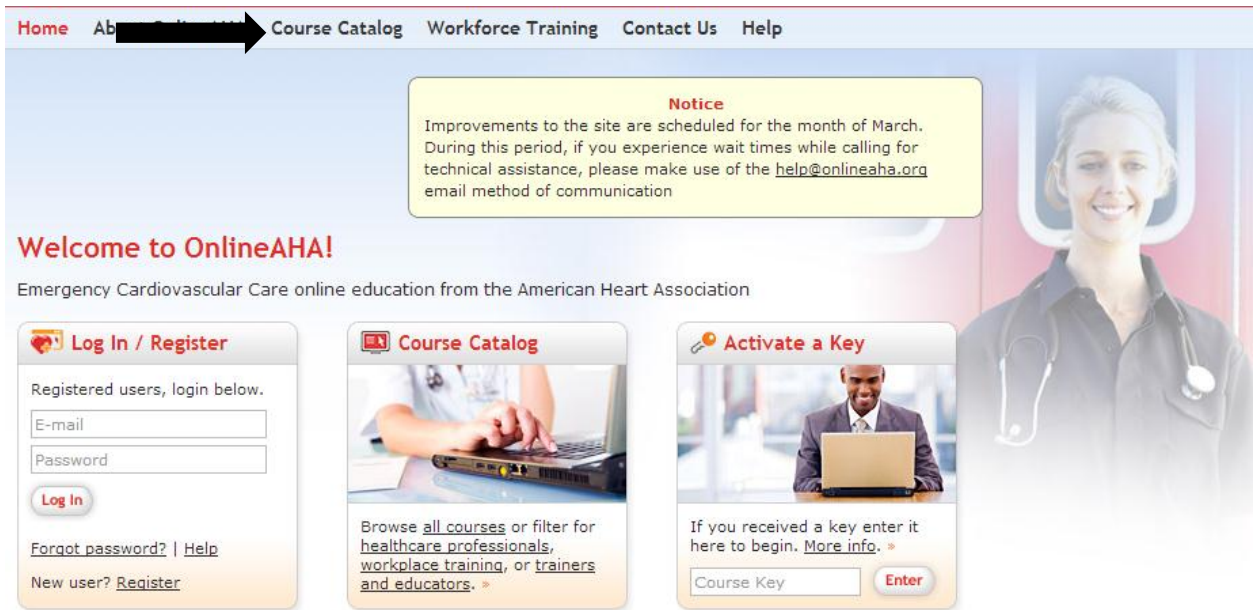 Home Ab Course Catalog Workforce Training Contact Us Help
Notice
Improvements to the site are scheduled for the month of March.
During this period, if you experience wait times while calling for
technical assistance, please make use of the help@onlineaha.org
email method of communication
Welcome to OnlineAHA!
Emergency Cardiovascular Care online education from the American Heart Association
Log In / Register
Registered users, login below.
E-mail
Password
Log In
Forgot password? | Help
New user? Register
Course Catalog
Browse all courses or filter for
healthcare professionals,
workplace training, or trainers
and educators. »
Activate a Key
If you received a key enter it
here to begin. More info. »
Course Key Enter